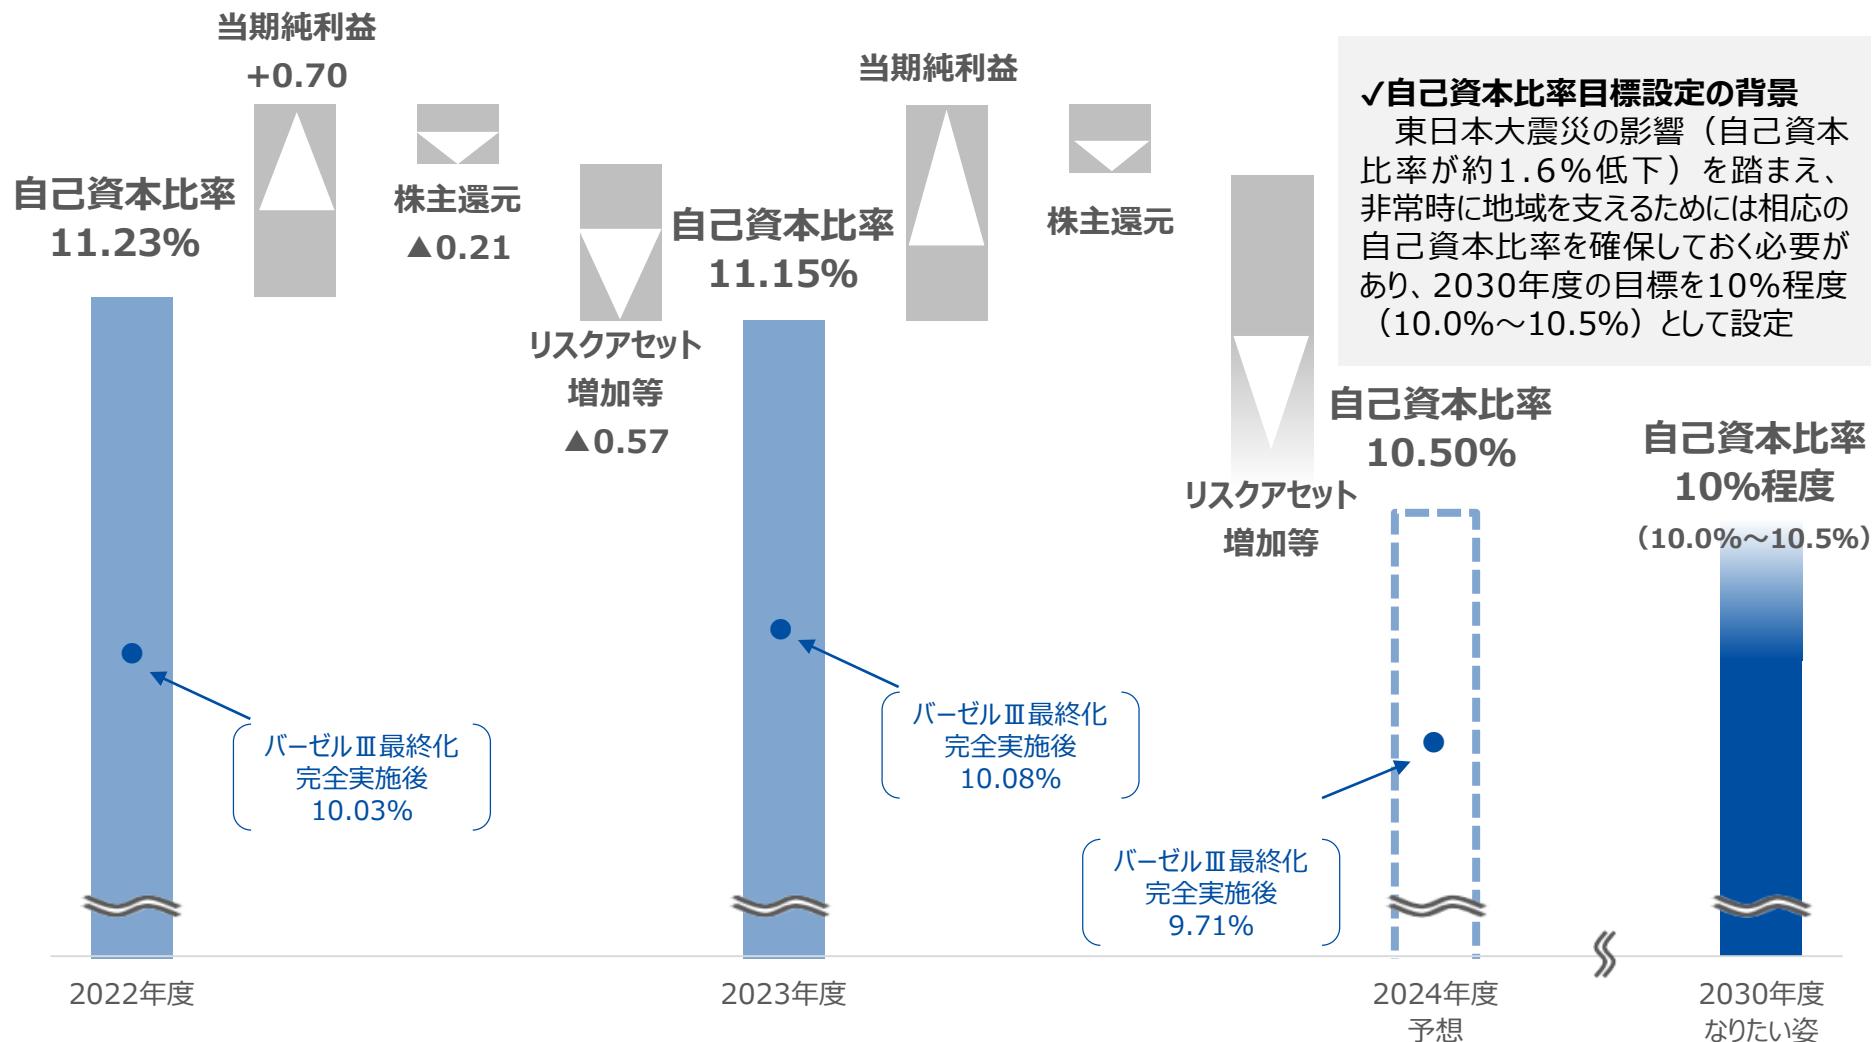 当期純利益
+0.70
自己資本比率
11.23%
株主還元
▲0.21
リスクアセット
増加等
▲0.57
自己資本比率
11.15%
当期純利益
株主還元
リスクアセット
増加等
✓自己資本比率目標設定の背景
東日本大震災の影響（自己資本
比率が約1.6%低下）を踏まえ、
非常時に地域を支えるためには相応の
自己資本比率を確保しておく必要が
あり、2030年度の目標を10%程度
（10.0%～10.5%）として設定
自己資本比率
10.50%
自己資本比率
10%程度
（10.0%～10.5%）
バーゼルⅢ最終化
完全実施後
10.03%
バーゼルⅢ最終化
完全実施後
10.08%
バーゼルⅢ最終化
完全実施後
9.71%
2022年度
2023年度
2024年度
予想
2030年度
なりたい姿